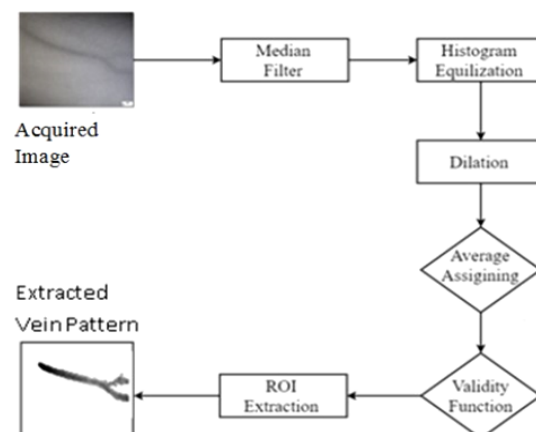 Median
Filter
Histogram
Equilization
Acquired
Image
Dilation
Average
Assigining
Extracted
Vein Pattern
ROI
Extraction
Validity
Function